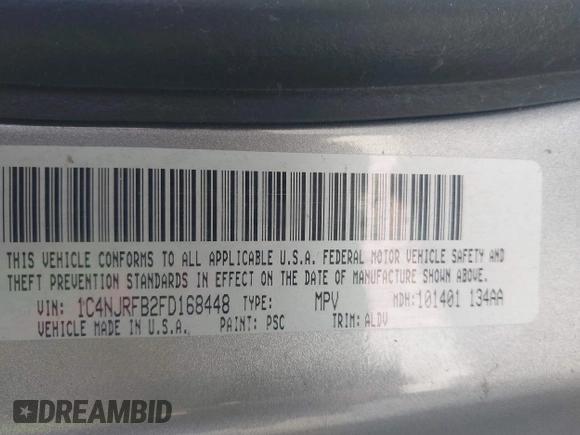 THIS VEHICLE CONFORMS TO ALL APPLICABLE U.S.A. FEDERAL MOTOR VEHICLE SAFETY AND
THEFT PREVENTION STANDARDS IN EFFECT ON THE DATE OF MANUFACTURE SHOWN ABOVE.
VIN: 1C4NJRFB2FD168448 TYPE: MPV MDH:101401 134AA
VEHICLE MADE IN U.S.A. PAINT: PSC TRIM: ALDV
DREAMBID